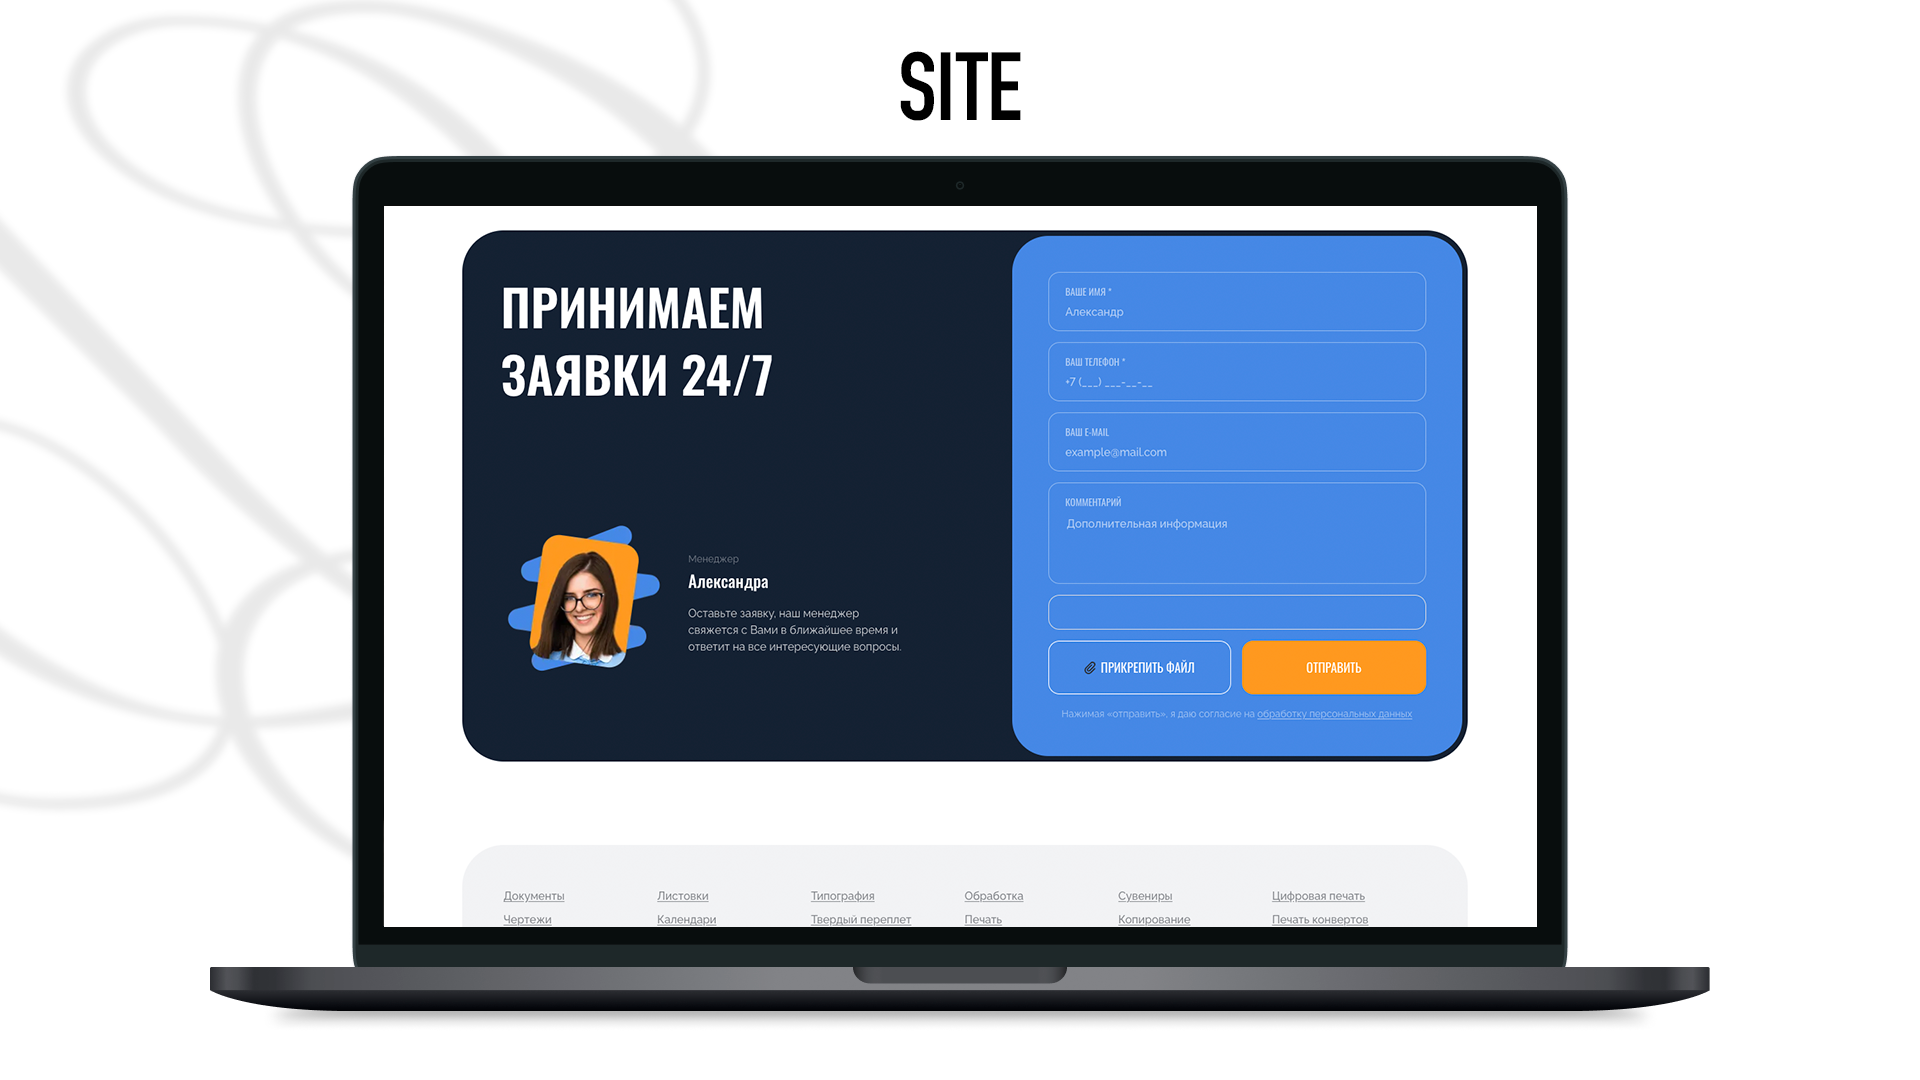 SITE
ПРИНИМАЕМ
ЗАЯВКИ 24/7
Менеджер
Александра
Оставьте заявку, наш менеджер
свяжется с Вами в ближайшее время и
ответит на все интересующие вопросы.
ВАШЕ ИМЯ *
Александр
ВАШ ТЕЛЕФОН *
+7 (___) ___-__-__
ВАШ E-MAIL
example@mail.com
КОММЕНТАРИЙ
Дополнительная информация
ПРИКРЕПИТЬ ФАЙЛ
ОТПРАВИТЬ
Нажимая «отправить», я даю согласие на обработку персональных данных
Документы Листовки Типография Обработка Сувениры Цифровая печать
Чертежи Календари Твердый переплет Печать Копирование Печать конвертов